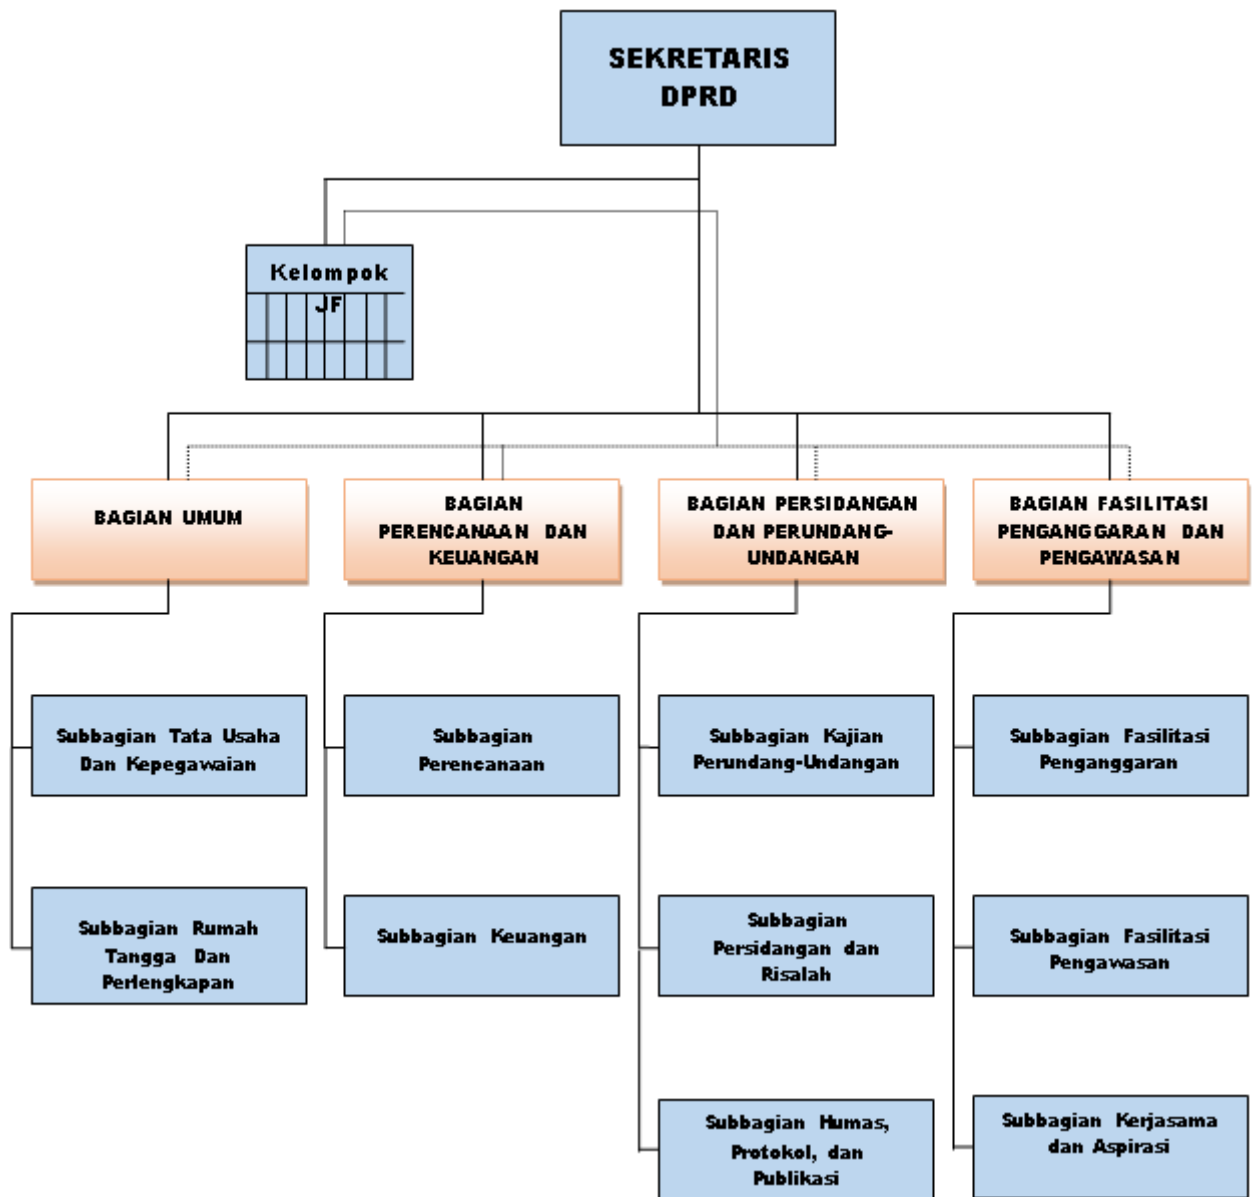 SEKRETARIS
DPRD
Kelompok
JF
BAGIAN UMUM
BAGIAN
PERENCANAAN DAN
KEUANGAN
BAGIAN PERSIDANGAN
DAN PERUNDANG-
UNDANGAN
BAGIAN FASILITASI
PENGANGGARAN DAN
PENGAWASAN
Subbagian Tata Usaha
Dan Kepegawaian
Subbagian
Perencanaan
Subbagian Kajian
Perundang-Undangan
Subbagian Fasilitasi
Penganggaran
Subbagian Rumah
Tangga Dan
Perlengkapan
Subbagian Keuangan
Subbagian
Persidangan dan
Risalah
Subbagian Fasilitasi
Pengawasan
Subbagian Humas,
Protokol, dan
Publikasi
Subbagian Kerjasama
dan Aspirasi